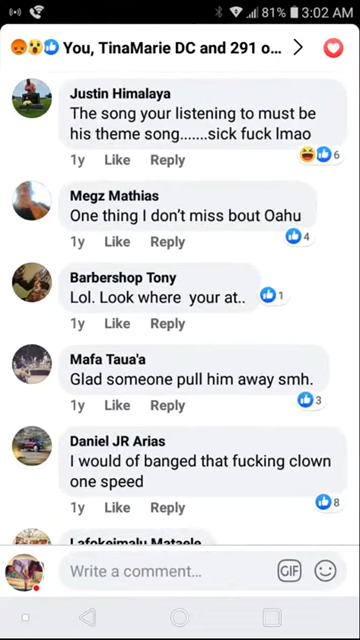 81% 3:02 AM
You, TinaMarie DC and 291 o...
Justin Himalaya
The song your listening to must be
his theme song.......sick fuck lmao
1y Like Reply
6
Megz Mathias
One thing I don't miss bout Oahu
1y Like Reply
4
Barbershop Tony
Lol. Look where your at..
1
1y Like Reply
Mafa Taua'a
Glad someone pull him away smh.
1y Like Reply
3
Daniel JR Arias
I would of banged that fucking clown
one speed
1y Like Reply
8
Lafokeimalu Mataele
Write a comment...
GIF